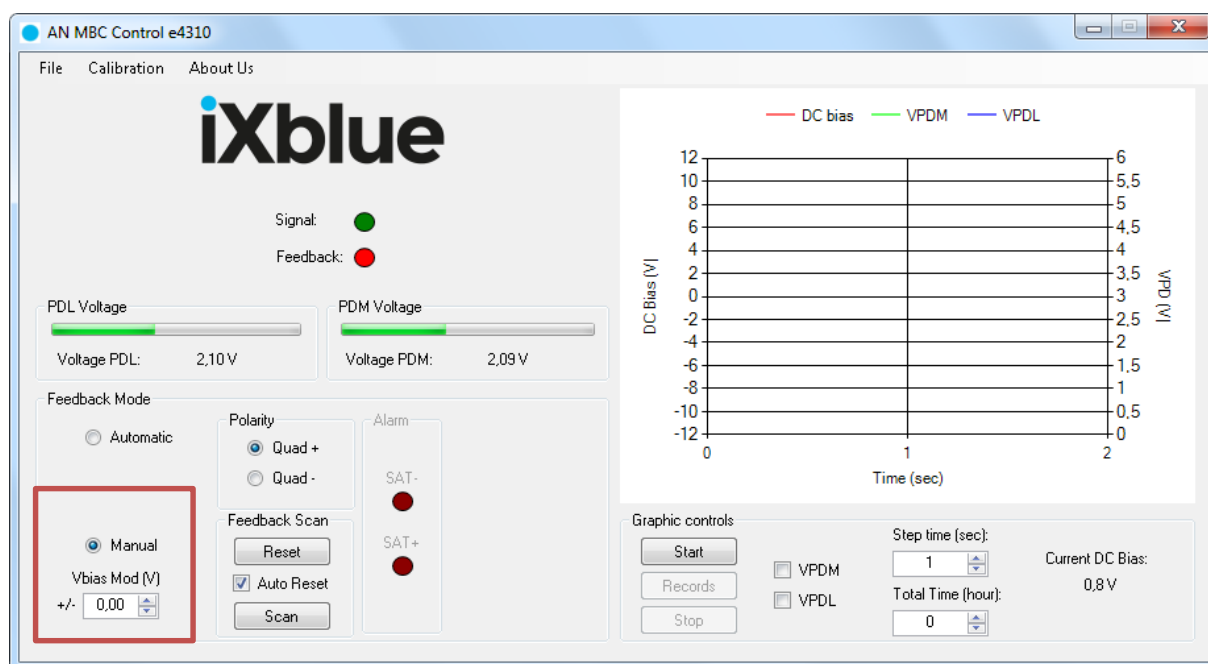 AN MBC Control e4310
File Calibration About Us
iXblue
Signal:
Feedback:
PDL Voltage
Voltage PDL: 2,10 V
PDM Voltage
Voltage PDM: 2,09 V
Feedback Mode
Automatic
Manual
Vbias Mod (V)
+/- 0,00
Polarity
Quad +
Quad -
Feedback Scan
Reset
Auto Reset
Scan
Alarm
SAT-
SAT+
DC bias VPDM VPDL
12
10
8
6
4
2
0
-2
-4
-6
-8
-10
-12
DC Bias (V)
6
5,5
5
4,5
4
3,5
3
2,5
2
1,5
1
0,5
0
VPD (V)
0 1 2
Time (sec)
Graphic controls
Start
Records
Stop
VPDM
VPDL
Step time (sec):
1
Total Time (hour):
0
Current DC Bias:
0,8 V